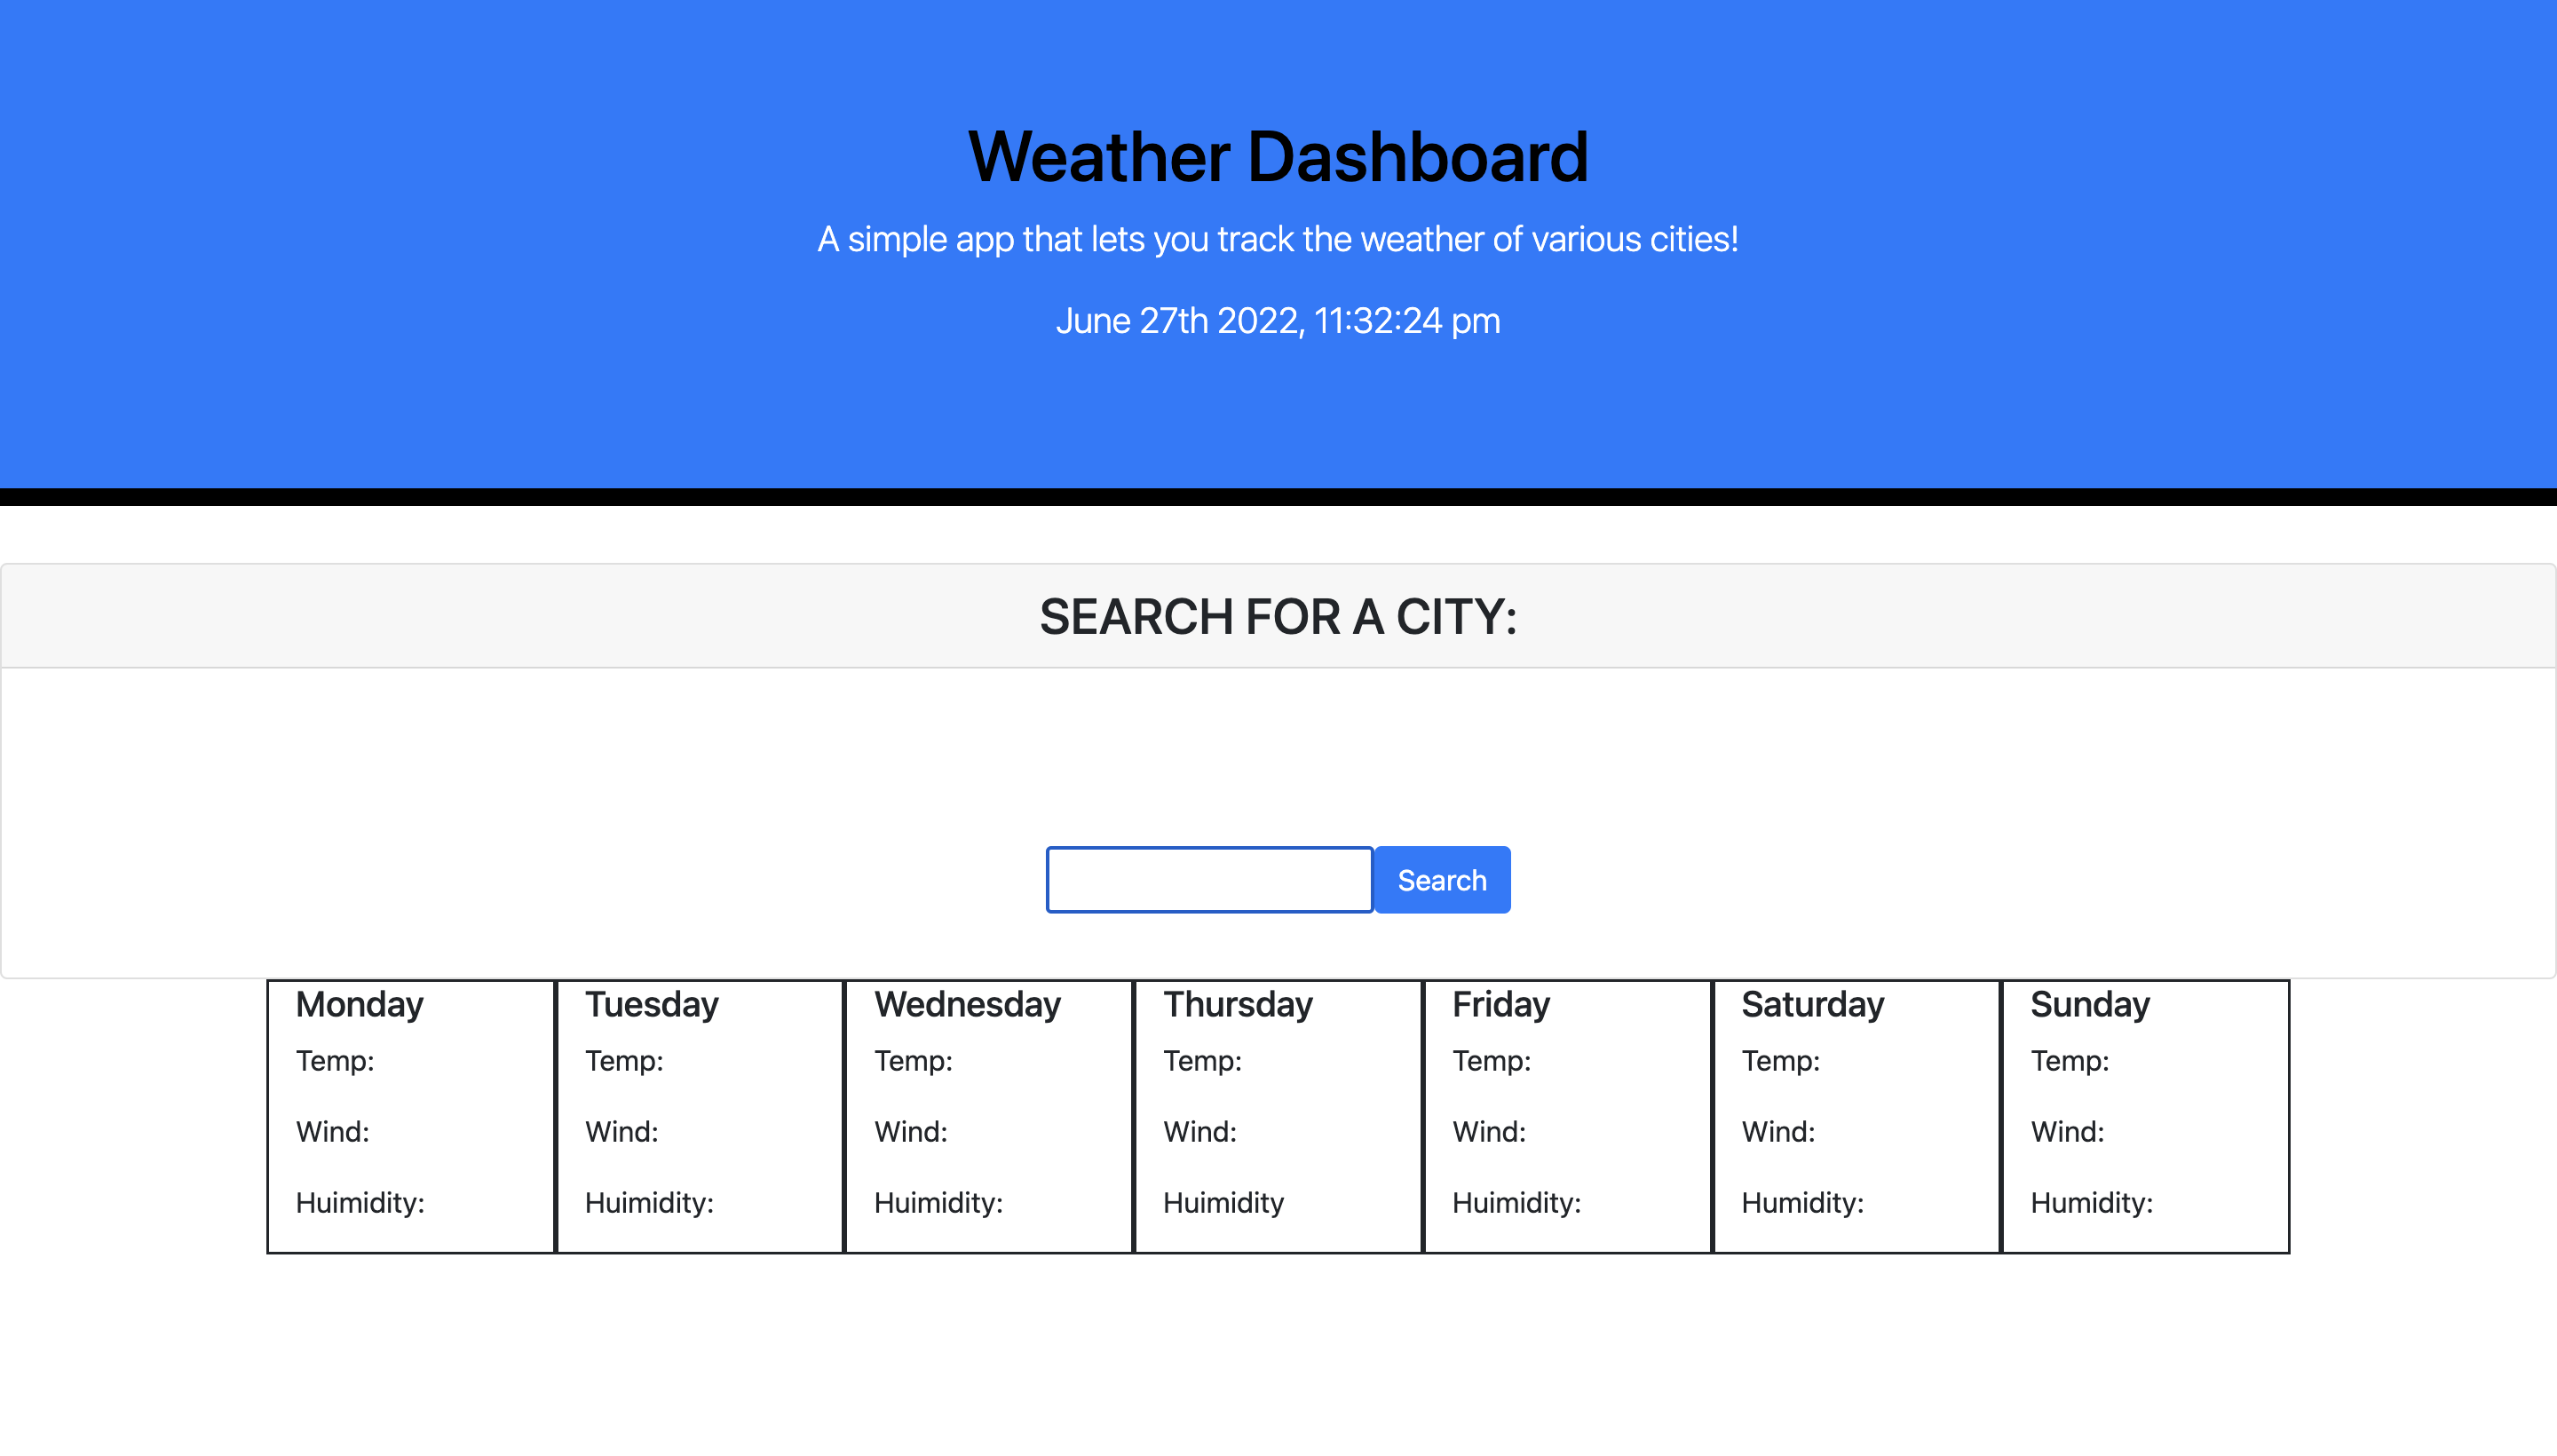 Weather Dashboard
A simple app that lets you track the weather of various cities!
June 27th 2022, 11:32:24 pm
SEARCH FOR A CITY:
Search
Monday
Temp:
Wind:
Huimidity:
Tuesday
Temp:
Wind:
Huimidity:
Wednesday
Temp:
Wind:
Huimidity:
Thursday
Temp:
Wind:
Huimidity
Friday
Temp:
Wind:
Huimidity:
Saturday
Temp:
Wind:
Humidity:
Sunday
Temp:
Wind:
Humidity: